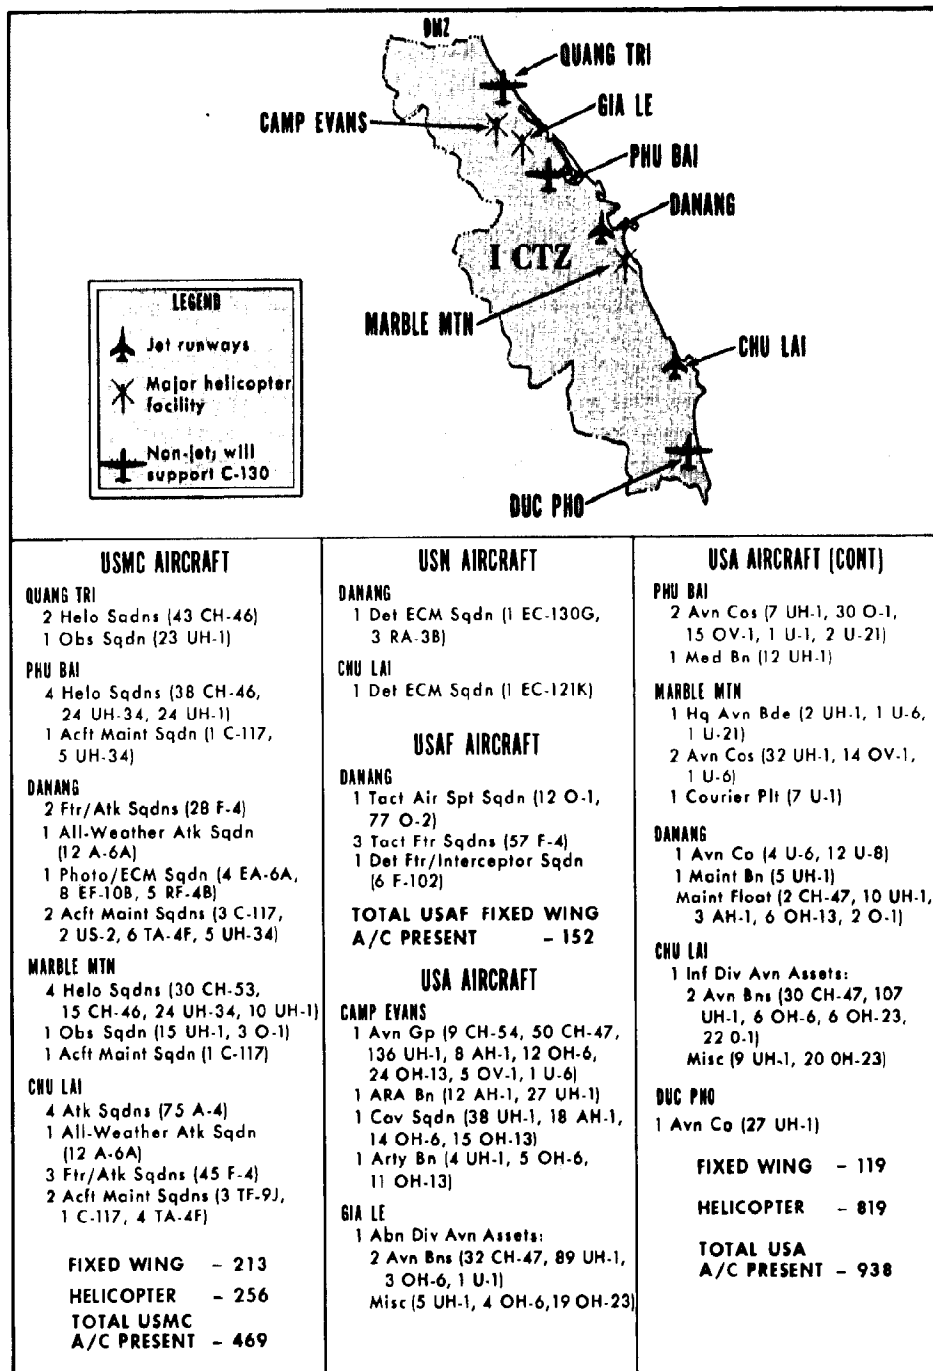 DMZ
QUANG TRI
CAMP EVANS
GIA LE
PHU BAI
DANANG
I CTZ
MARBLE MTN
CHU LAI
DUC PHO
LEGEND
Jet runways
Major helicopter
facility
Non-jet; will
support C-130
USMC AIRCRAFT
QUANG TRI
2 Helo Sqdns (43 CH-46)
1 Obs Sqdn (23 UH-1)
PHU BAI
4 Helo Sqdns (38 CH-46,
24 UH-34, 24 UH-1)
1 Acft Maint Sqdn (1 C-117,
5 UH-34)
DANANG
2 Ftr/Atk Sqdns (28 F-4)
1 All-Weather Atk Sqdn
(12 A-6A)
1 Photo/ECM Sqdn (4 EA-6A,
8 EF-10B, 5 RF-4B)
2 Acft Maint Sqdns (3 C-117,
2 US-2, 6 TA-4F, 5 UH-34)
MARBLE MTN
4 Helo Sqdns (30 CH-53,
15 CH-46, 24 UH-34, 10 UH-1)
1 Obs Sqdn (15 UH-1, 3 O-1)
1 Acft Maint Sqdn (1 C-117)
CHU LAI
4 Atk Sqdns (75 A-4)
1 All-Weather Atk Sqdn
(12 A-6A)
3 Ftr/Atk Sqdns (45 F-4)
2 Acft Maint Sqdns (3 TF-9J,
1 C-117, 4 TA-4F)
FIXED WING - 213
HELICOPTER - 256
TOTAL USMC
A/C PRESENT - 469
USN AIRCRAFT
DANANG
1 Det ECM Sqdn (1 EC-130G,
3 RA-3B)
CHU LAI
1 Det ECM Sqdn (1 EC-121K)
USAF AIRCRAFT
DANANG
1 Tact Air Spt Sqdn (12 O-1,
77 O-2)
3 Tact Ftr Sqdns (57 F-4)
1 Det Ftr/Interceptor Sqdn
(6 F-102)
TOTAL USAF FIXED WING
A/C PRESENT - 152
USA AIRCRAFT
CAMP EVANS
1 Avn Gp (9 CH-54, 50 CH-47,
136 UH-1, 8 AH-1, 12 OH-6,
24 OH-13, 5 OV-1, 1 U-6)
1 ARA Bn (12 AH-1, 27 UH-1)
1 Cav Sqdn (38 UH-1, 18 AH-1,
14 OH-6, 15 OH-13)
1 Arty Bn (4 UH-1, 5 OH-6,
11 OH-13)
GIA LE
1 Abn Div Avn Assets:
2 Avn Bns (32 CH-47, 89 UH-1,
3 OH-6, 1 U-1)
Misc (5 UH-1, 4 OH-6,19 OH-23)
USA AIRCRAFT (CONT)
PHU BAI
2 Avn Cos (7 UH-1, 30 O-1,
15 OV-1, 1 U-1, 2 U-21)
1 Med Bn (12 UH-1)
MARBLE MTN
1 Hq Avn Bde (2 UH-1, 1 U-6,
1 U-21)
2 Avn Cos (32 UH-1, 14 OV-1,
1 U-6)
1 Courier Plt (7 U-1)
DANANG
1 Avn Co (4 U-6, 12 U-8)
1 Maint Bn (5 UH-1)
Maint Float (2 CH-47, 10 UH-1,
3 AH-1, 6 OH-13, 2 O-1)
CHU LAI
1 Inf Div Avn Assets:
2 Avn Bns (30 CH-47, 107
UH-1, 6 OH-6, 6 OH-23,
22 0-1)
Misc (9 UH-1, 20 OH-23)
DUC PHO
1 Avn Co (27 UH-1)
FIXED WING - 119
HELICOPTER - 819
TOTAL USA
A/C PRESENT - 938